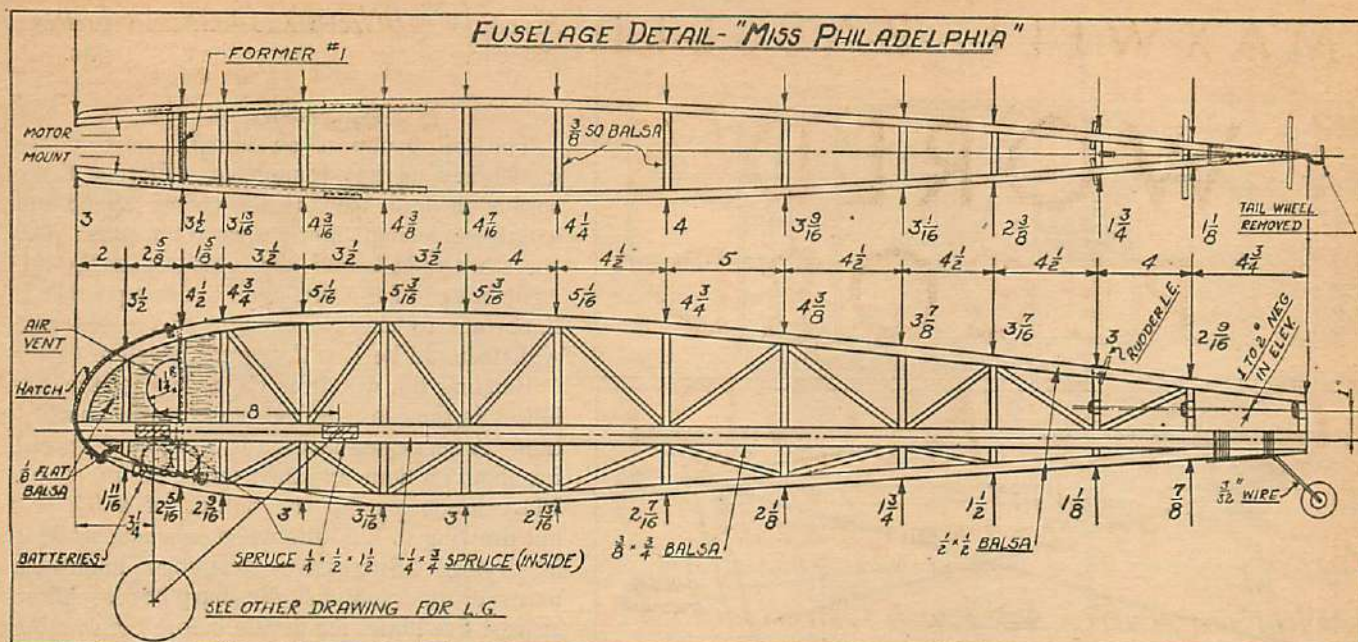 FUSELAGE DETAIL - "MISS PHILADELPHIA"
FORMER #1
MOTOR
MOUNT
3/8 SQ BALSA
TAIL WHEEL
REMOVED
3 3 1/2 3 13/16 4 3/16 4 3/8 4 7/16 4 1/4 4 3 9/16 3 1/16 2 3/8 1 3/4 1 1/8
2 2 5/8 1 5/8 3 1/2 3 1/2 3 1/2 4 4 1/2 5 4 1/2 4 1/2 4 1/2 4 4 3/4
3 1/2 4 1/2 4 3/4 5 1/16 5 3/16 5 3/16 5 1/16 4 3/4 4 3/8 3 7/8 3 7/16 3 2 9/16
RUDDER L.E.
1 TO 2° NEG
IN ELEV.
1"
AIR
VENT
HATCH
1 1/4 R
8
1/8 FLAT
BALSA
1 11/16 2 5/16 2 9/16 3 3 1/16 3 2 13/16 2 7/16 2 1/8 1 3/4 1 1/2 1 1/8 7/8
3/32" WIRE
3 1/4
BATTERIES
SPRUCE 1/4 × 1/2 × 1 1/2
1/4 × 3/4 SPRUCE (INSIDE)
3/8 × 3/4 BALSA
1/2 × 1/2 BALSA
SEE OTHER DRAWING FOR L.G.